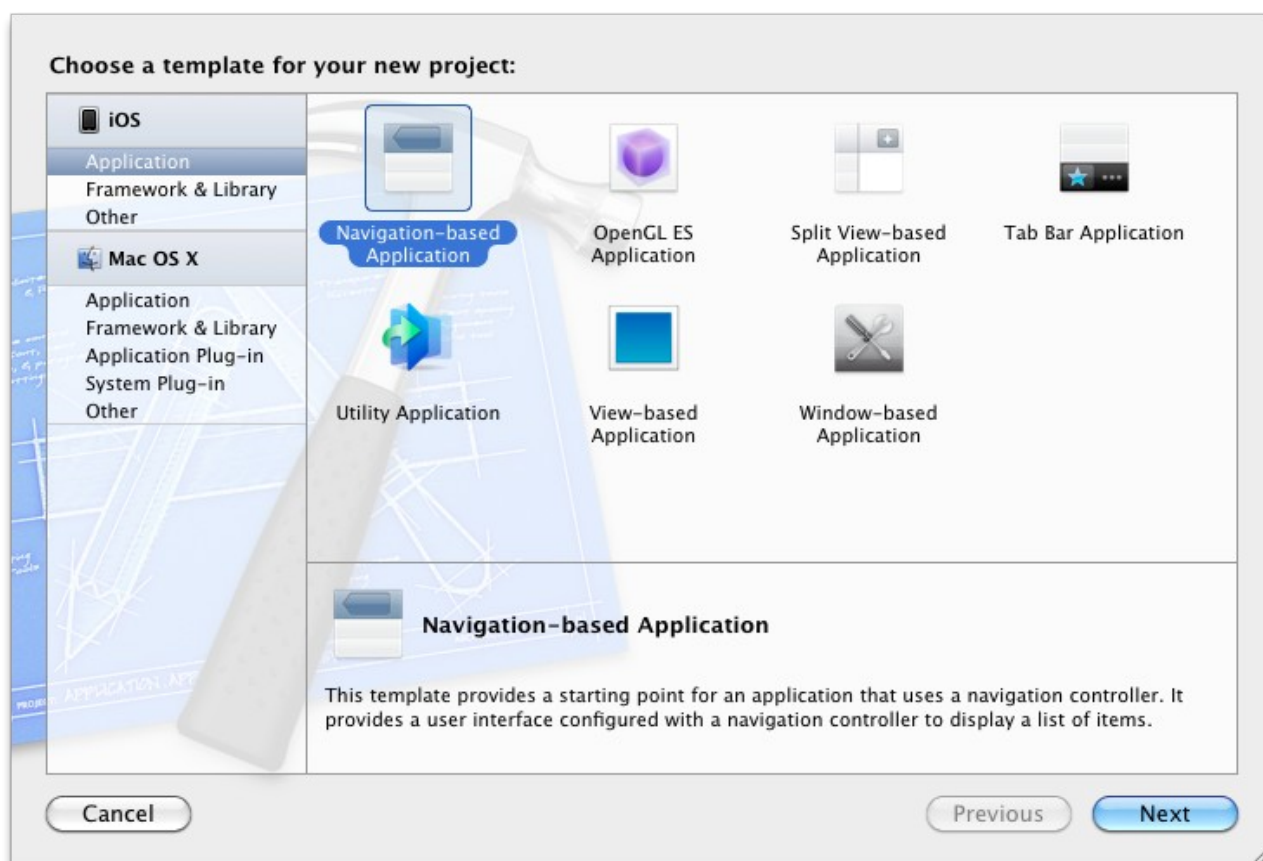 Choose a template for your new project:
iOS
Application
Framework & Library
Other
Mac OS X
Application
Framework & Library
Application Plug-in
System Plug-in
Other
Navigation-based
Application
OpenGL ES
Application
Split View-based
Application
Tab Bar Application
Utility Application
View-based
Application
Window-based
Application
Navigation-based Application
This template provides a starting point for an application that uses a navigation controller. It
provides a user interface configured with a navigation controller to display a list of items.
Cancel
Previous
Next